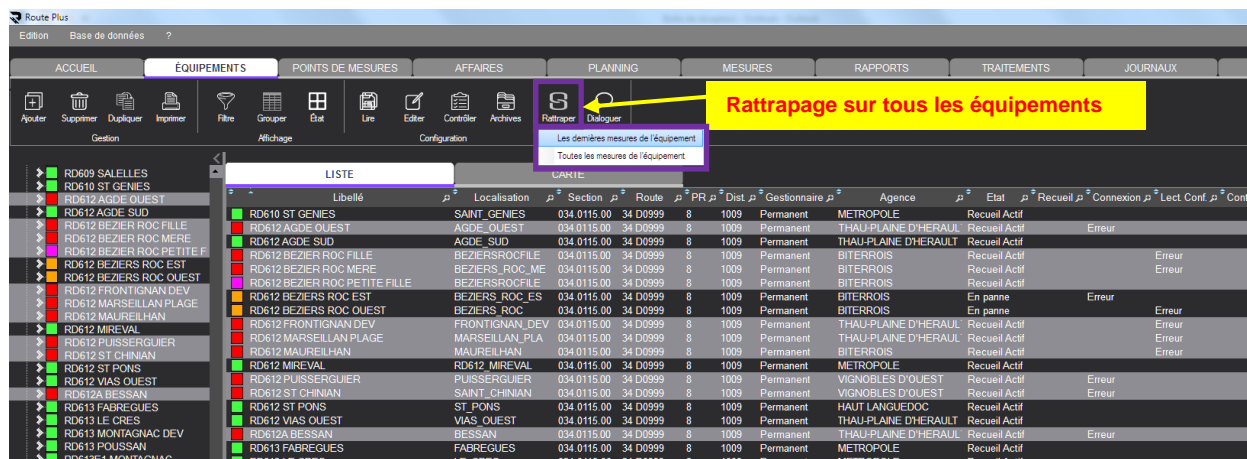 Route Plus
Edition Base de données ?
ACCUEIL ÉQUIPEMENTS POINTS DE MESURES AFFAIRES PLANNING MESURES RAPPORTS TRAITEMENTS JOURNAUX
Rattrapage sur tous les équipements
Ajouter Supprimer Dupliquer Imprimer Filtre Grouper État Lire Editer Contrôler Archives Rattraper Dialoguer
Gestion Affichage Configuration
Les dernières mesures de l'équipement
Toutes les mesures de l'équipement
LISTE CARTE
RD609 SALELLES
RD610 ST GENIES
RD612 AGDE OUEST
RD612 AGDE SUD
RD612 BEZIER ROC FILLE
RD612 BEZIER ROC MERE
RD612 BEZIER ROC PETITE F
RD612 BEZIERS ROC EST
RD612 BEZIERS ROC OUEST
RD612 FRONTIGNAN DEV
RD612 MARSEILLAN PLAGE
RD612 MAUREILHAN
RD612 MIREVAL
RD612 PUISSERGUIER
RD612 ST CHINIAN
RD612 ST PONS
RD612 VIAS OUEST
RD612A BESSAN
RD613 FABREGUES
RD613 LE CRES
RD613 MONTAGNAC DEV
RD613 POUSSAN
Libellé Localisation Section Route PR Dist. Gestionnaire Agence Etat Recueil Connexion Lect. Conf.
RD610 ST GENIES SAINT_GENIES 034.0115.00 34 D0999 8 1009 Permanent METROPOLE Recueil Actif
RD612 AGDE OUEST AGDE_OUEST 034.0115.00 34 D0999 8 1009 Permanent THAU-PLAINE D'HERAUL Recueil Actif Erreur
RD612 AGDE SUD AGDE_SUD 034.0115.00 34 D0999 8 1009 Permanent THAU-PLAINE D'HERAULT Recueil Actif
RD612 BEZIER ROC FILLE BEZIERSROCFILE 034.0115.00 34 D0999 8 1009 Permanent BITERROIS Recueil Actif Erreur
RD612 BEZIER ROC MERE BEZIERS_ROC_ME 034.0115.00 34 D0999 8 1009 Permanent BITERROIS Recueil Actif Erreur
RD612 BEZIER ROC PETITE FILLE BEZIERSROCFILE 034.0115.00 34 D0999 8 1009 Permanent BITERROIS Recueil Actif
RD612 BEZIERS ROC EST BEZIERS_ROC_ES 034.0115.00 34 D0999 8 1009 Permanent BITERROIS En panne Erreur
RD612 BEZIERS ROC OUEST BEZIERS_ROC 034.0115.00 34 D0999 8 1009 Permanent BITERROIS En panne Erreur
RD612 FRONTIGNAN DEV FRONTIGNAN_DEV 034.0115.00 34 D0999 8 1009 Permanent THAU-PLAINE D'HERAUL Recueil Actif Erreur
RD612 MARSEILLAN PLAGE MARSEILLAN_PLA 034.0115.00 34 D0999 8 1009 Permanent THAU-PLAINE D'HERAUL Recueil Actif Erreur
RD612 MAUREILHAN MAUREILHAN 034.0115.00 34 D0999 8 1009 Permanent BITERROIS Recueil Actif Erreur
RD612 MIREVAL RD612_MIREVAL 034.0115.00 34 D0999 8 1009 Permanent METROPOLE Recueil Actif
RD612 PUISSERGUIER PUISSERGUIER 034.0115.00 34 D0999 8 1009 Permanent VIGNOBLES D'OUEST Recueil Actif Erreur
RD612 ST CHINIAN SAINT_CHINIAN 034.0115.00 34 D0999 8 1009 Permanent VIGNOBLES D'OUEST Recueil Actif Erreur
RD612 ST PONS ST_PONS 034.0115.00 34 D0999 8 1009 Permanent HAUT LANGUEDOC Recueil Actif
RD612 VIAS OUEST VIAS_OUEST 034.0115.00 34 D0999 8 1009 Permanent THAU-PLAINE D'HERAULT Recueil Actif
RD612A BESSAN BESSAN 034.0115.00 34 D0999 8 1009 Permanent THAU-PLAINE D'HERAUL Recueil Actif Erreur
RD613 FABREGUES FABREGUES 034.0115.00 34 D0999 8 1009 Permanent METROPOLE Recueil Actif